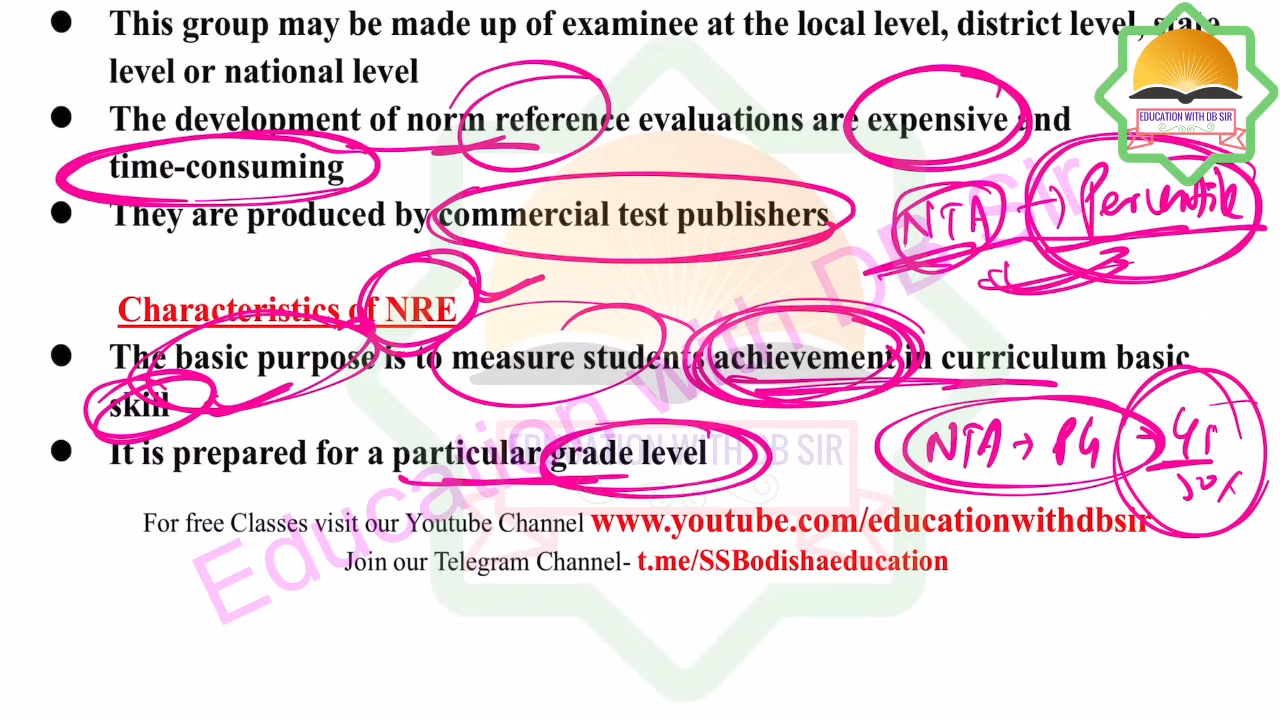 This group may be made up of examinee at the local level, district level, state
level or national level
EDUCATION WITH DB SIR
The development of norm reference evaluations are expensive and
time-consuming
They are produced by commercial test publishers
NTA → Percentile
Characteristics of NRE
The basic purpose is to measure students achievement in curriculum basic
skill
It is prepared for a particular grade level
NTA → PG
EDUCATION WITH DB SIR
For free Classes visit our Youtube Channel www.youtube.com/educationwithdbsir
Join our Telegram Channel- t.me/SSBodishaeducation
Education with DB Sir